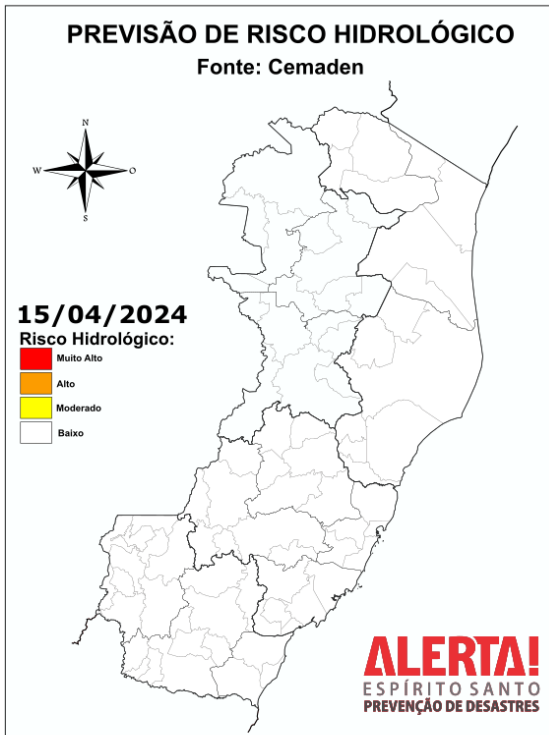 PREVISÃO DE RISCO HIDROLÓGICO
Fonte: Cemaden
N
W
O
S
15/04/2024
Risco Hidrológico:
Muito Alto
Alto
Moderado
Baixo
ALERTA!
ESPÍRITO SANTO
PREVENÇÃO DE DESASTRES